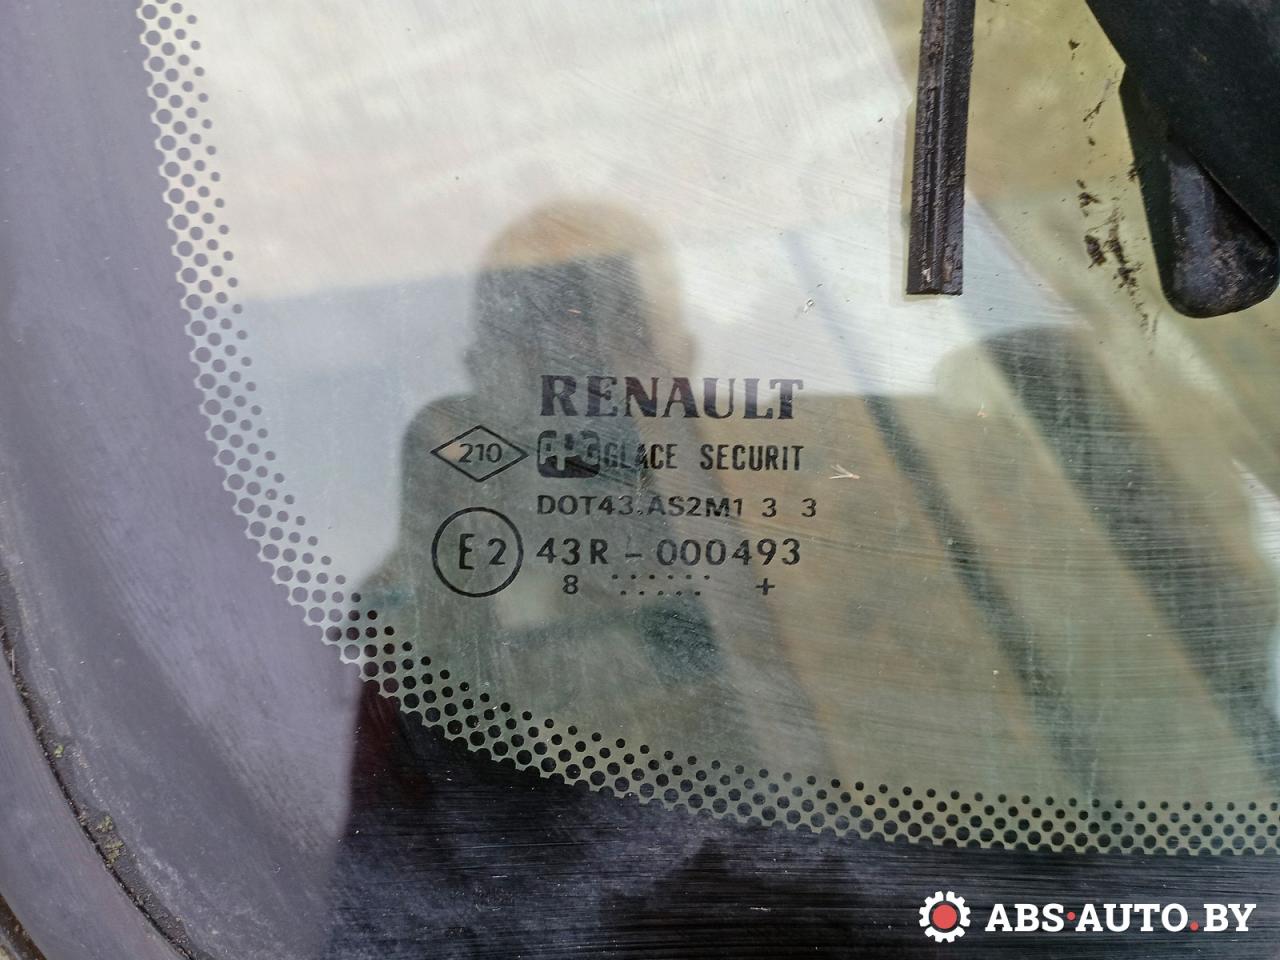 RENAULT
210 GLACE SECURIT
DOT43.AS2M1 3 3
E2 43R - 000493
8 ...... ..... +
ABS·AUTO.BY